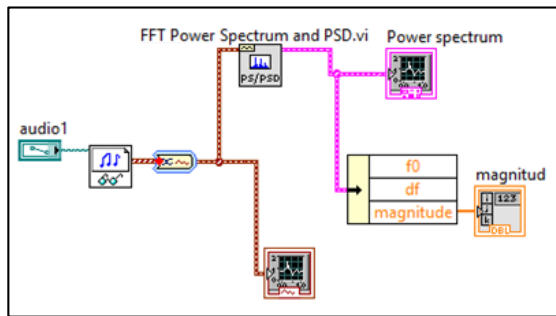 FFT Power Spectrum and PSD.vi
Power spectrum
PS/PSD
audio1
f0
df
magnitude
magnitud
123
DBL